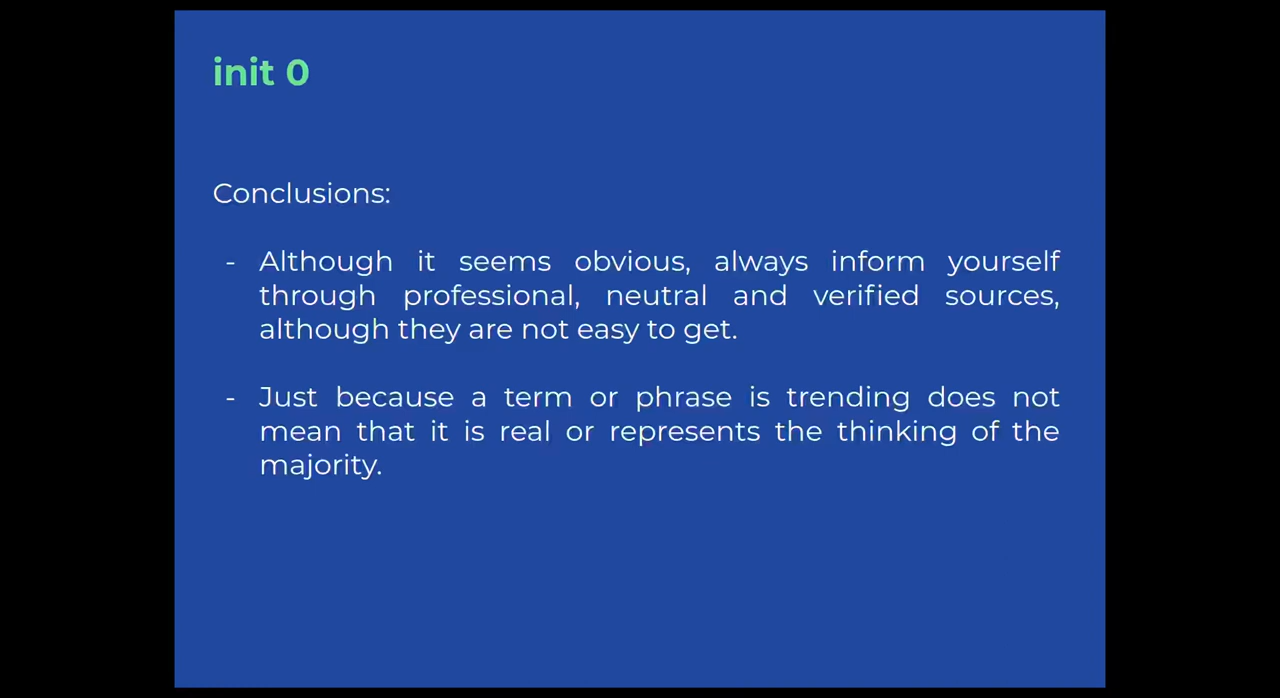 init 0
Conclusions:
- Although it seems obvious, always inform yourself
through professional, neutral and verified sources,
although they are not easy to get.
- Just because a term or phrase is trending does not
mean that it is real or represents the thinking of the
majority.